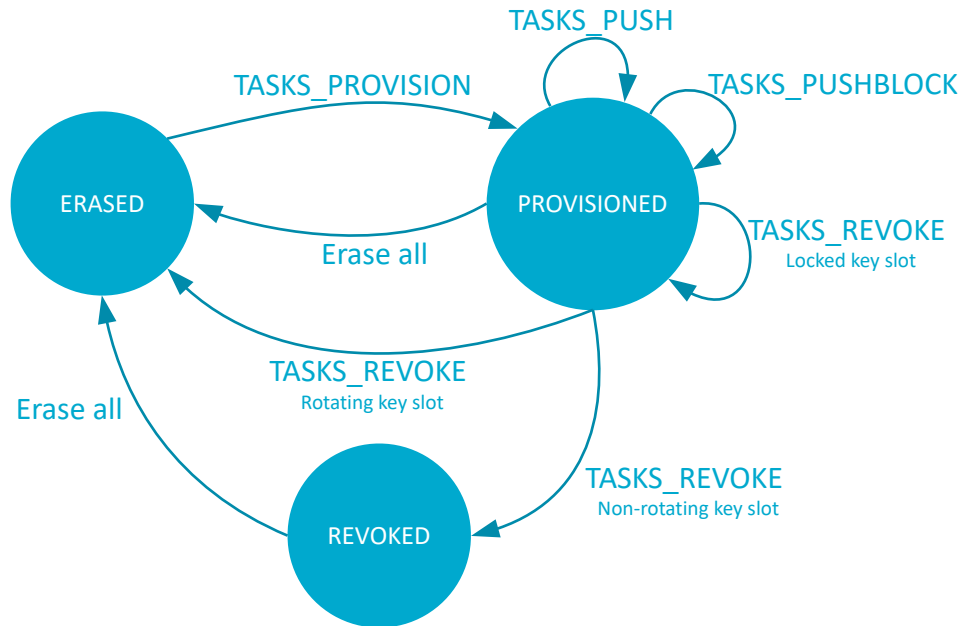 TASKS_PUSH
TASKS_PROVISION
TASKS_PUSHBLOCK
ERASED
PROVISIONED
TASKS_REVOKE
Locked key slot
Erase all
TASKS_REVOKE
Rotating key slot
Erase all
TASKS_REVOKE
Non-rotating key slot
REVOKED